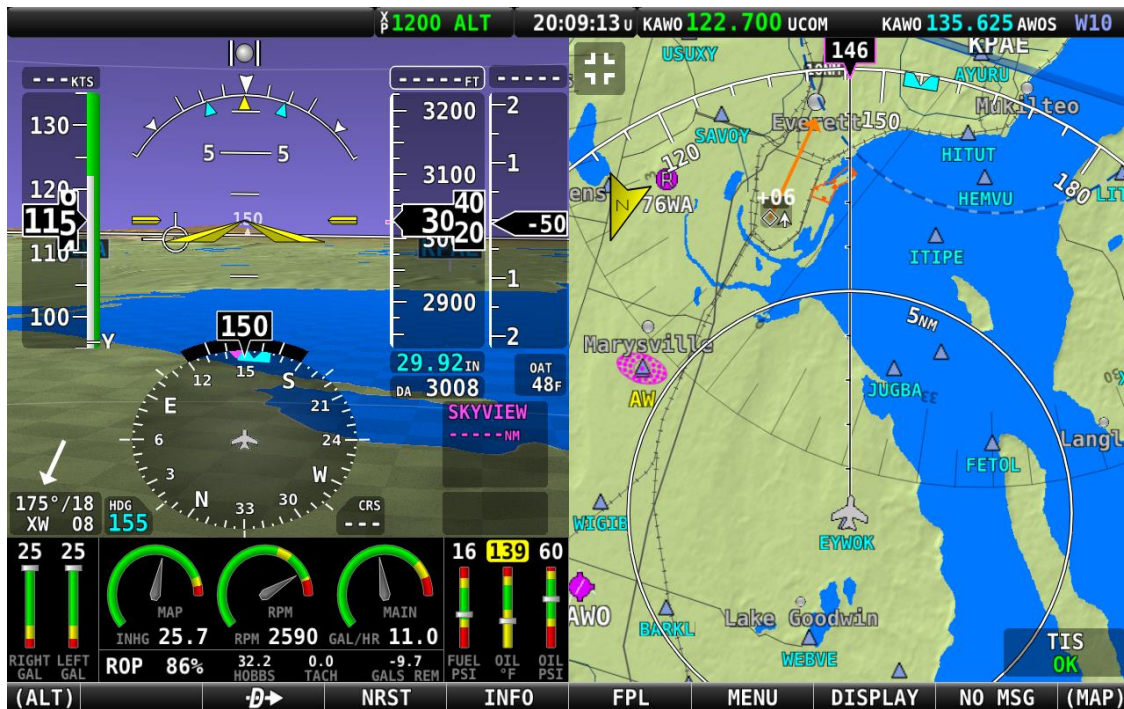 XP 1200 ALT 20:09:13 U KAWO 122.700 UCOM KAWO 135.625 AWOS W10
--- KTS
130
120
115
110
100
Y
5 5
150
----- FT
-----
3200
3100
30 40 20
2900
2
1
-50
1
2
150
29.92 IN
DA 3008
OAT
48F
SKYVIEW
-----NM
12 15 S 21 24 W 30 33 N 3 6 E
175°/18
XW 08
HDG
155
CRS
---
25 25
RIGHT GAL
LEFT GAL
MAP
INHG 25.7
RPM
RPM 2590
MAIN
GAL/HR 11.0
ROP 86%
32.2
HOBBS
0.0
TACH
-9.7
GALS REM
16 139 60
FUEL PSI
OIL °F
OIL PSI
146
USUXY
10NM
KPAE
AYURU
Mukilteo
Everett
150
SAVOY
120
HITUT
180
ens
R
76WA
N
+06
HEMVU
LIT
ITIPE
5NM
Marysville
AW
JUGBA
33
Langl
FETOL
WIGIB
EYWOK
AWO
BARKL
Lake Goodwin
WEBVE
TIS
OK
(ALT) D NRST INFO FPL MENU DISPLAY NO MSG (MAP)